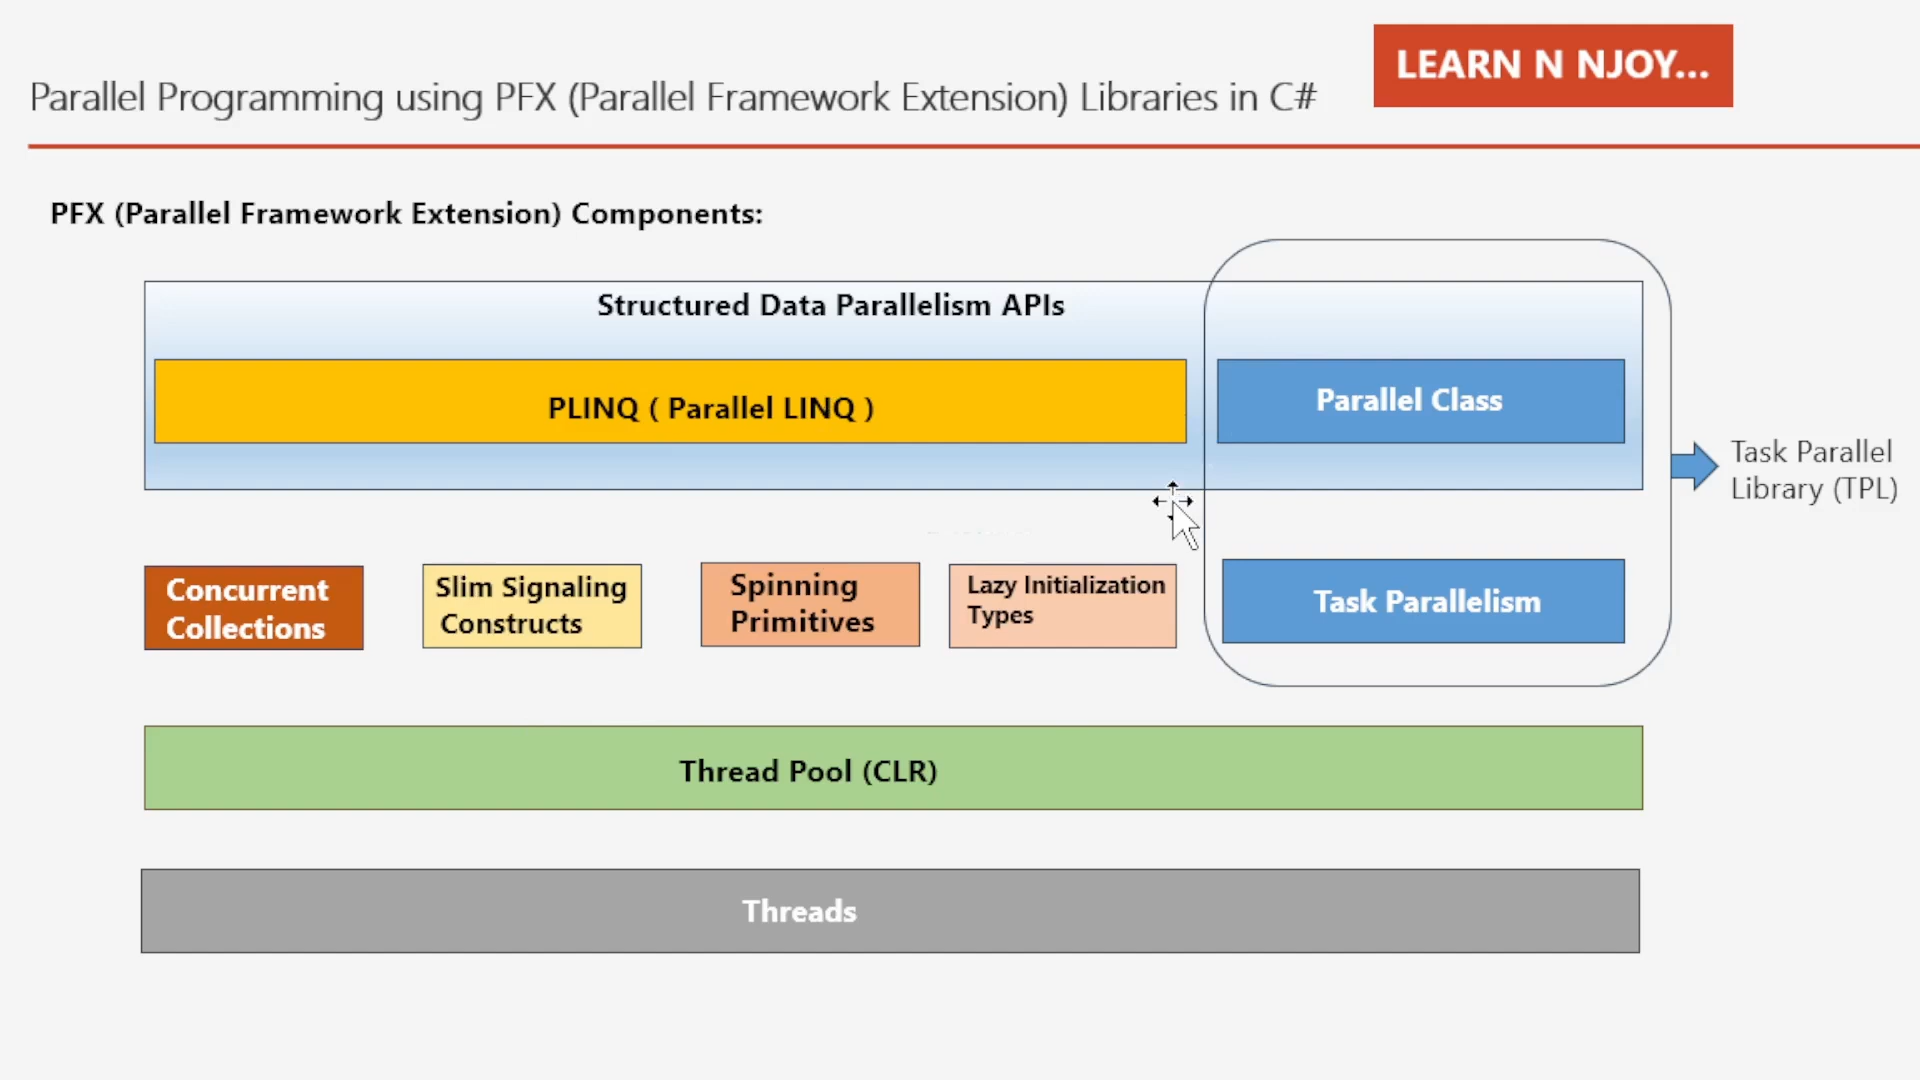 LEARN N NJOY...
Parallel Programming using PFX (Parallel Framework Extension) Libraries in C#
PFX (Parallel Framework Extension) Components:
Structured Data Parallelism APIs
PLINQ ( Parallel LINQ )
Parallel Class
Task Parallel
Library (TPL)
Concurrent
Collections
Slim Signaling
Constructs
Spinning
Primitives
Lazy Initialization
Types
Task Parallelism
Thread Pool (CLR)
Threads